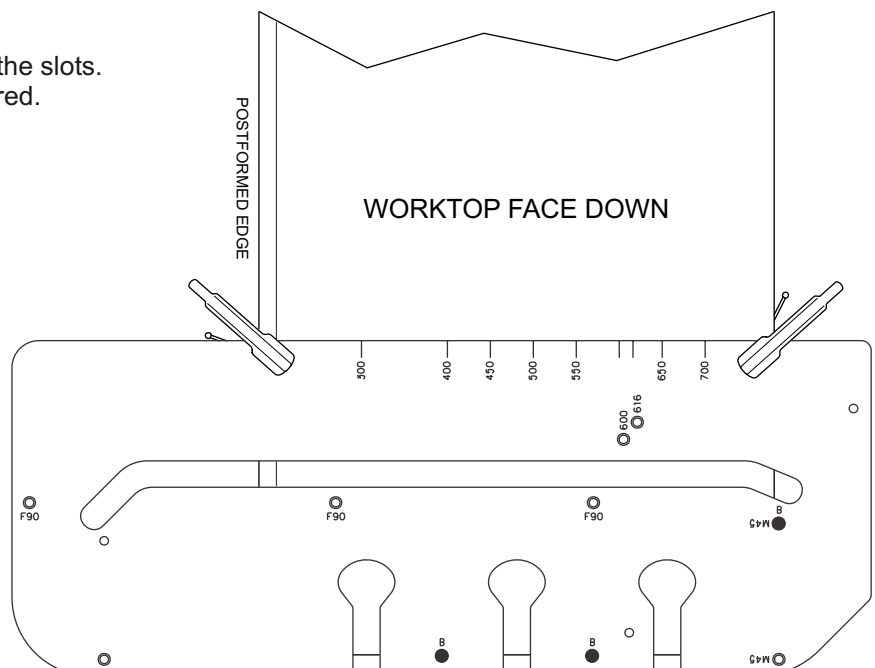 the slots.
red.
POSTFORMED EDGE
WORKTOP FACE DOWN
300
400
450
500
550
650
700
600
616
F90
F90
F90
B
M45
B
B
M45